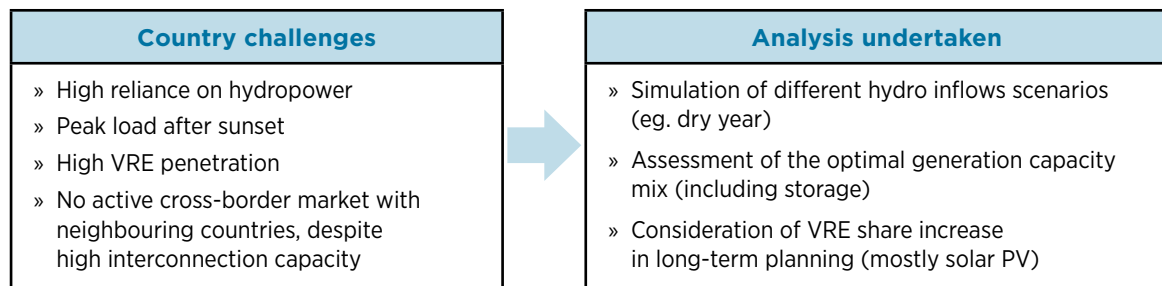 Country challenges
» High reliance on hydropower
» Peak load after sunset
» High VRE penetration
» No active cross-border market with
neighbouring countries, despite
high interconnection capacity
Analysis undertaken
» Simulation of different hydro inflows scenarios
(eg. dry year)
» Assessment of the optimal generation capacity
mix (including storage)
» Consideration of VRE share increase
in long-term planning (mostly solar PV)